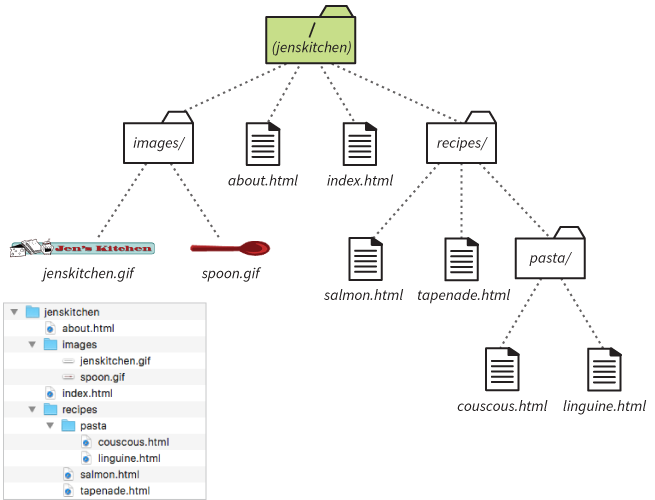 /
(jenskitchen)
images/
about.html
index.html
recipes/
Jen's Kitchen
jenskitchen.gif
spoon.gif
salmon.html
tapenade.html
pasta/
couscous.html
linguine.html
jenskitchen
about.html
images
jenskitchen.gif
spoon.gif
index.html
recipes
pasta
couscous.html
linguine.html
salmon.html
tapenade.html